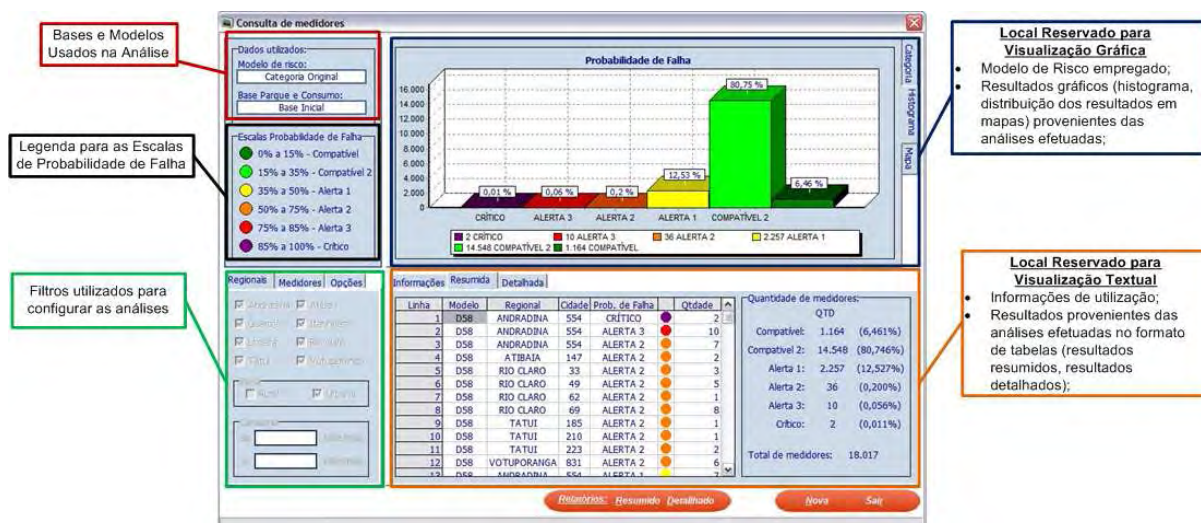 Bases e Modelos
Usados na Análise
Legenda para as Escalas
de Probabilidade de Falha
Filtros utilizados para
configurar as análises
Consulta de medidores
Dados utilizados:
Modelo de risco:
Categoria Original
Base Parque e Consumo:
Base Inicial
Escalas Probabilidade de Falha
0% a 15% - Compatível
15% a 35% - Compatível 2
35% a 50% - Alerta 1
50% a 75% - Alerta 2
75% a 85% - Alerta 3
85% a 100% - Crítico
Regionais Medidores Opções
Probabilidade de Falha
16.000
14.000
12.000
10.000
8.000
6.000
4.000
2.000
0
0,01 % 0,06 % 0,2 % 12,53 % 80,75 % 6,46 %
CRÍTICO ALERTA 3 ALERTA 2 ALERTA 1 COMPATÍVEL 2
2 CRÍTICO 10 ALERTA 3 36 ALERTA 2 2.257 ALERTA 1
14.548 COMPATÍVEL 2 1.164 COMPATÍVEL
Categoria Histograma Mapa
Informações Resumida Detalhada
Linha Modelo Regional Cidade Prob. de Falha Qtdade
1 D58 ANDRADINA 554 CRÍTICO 2
2 D58 ANDRADINA 554 ALERTA 3 10
3 D58 ANDRADINA 554 ALERTA 2 7
4 D58 ATIBAIA 147 ALERTA 2 2
5 D58 RIO CLARO 33 ALERTA 2 3
6 D58 RIO CLARO 49 ALERTA 2 5
7 D58 RIO CLARO 62 ALERTA 2 1
8 D58 RIO CLARO 69 ALERTA 2 8
9 D58 TATUI 185 ALERTA 2 1
10 D58 TATUI 210 ALERTA 2 1
11 D58 TATUI 223 ALERTA 2 2
12 D58 VOTUPORANGA 831 ALERTA 2 6
13 D58 ANDRADINA 554 ALERTA 1 7
Quantidade de medidores:
QTD
Compatível: 1.164 (6,461%)
Compatível 2: 14.548 (80,746%)
Alerta 1: 2.257 (12,527%)
Alerta 2: 36 (0,200%)
Alerta 3: 10 (0,056%)
Crítico: 2 (0,011%)
Total de medidores: 18.017
Relatórios: Resumido Detalhado
Nova Sair
Local Reservado para
Visualização Gráfica
• Modelo de Risco empregado;
• Resultados gráficos (histograma,
distribuição dos resultados em
mapas) provenientes das
análises efetuadas;
Local Reservado para
Visualização Textual
• Informações de utilização;
• Resultados provenientes das
análises efetuadas no formato
de tabelas (resultados
resumidos, resultados
detalhados);